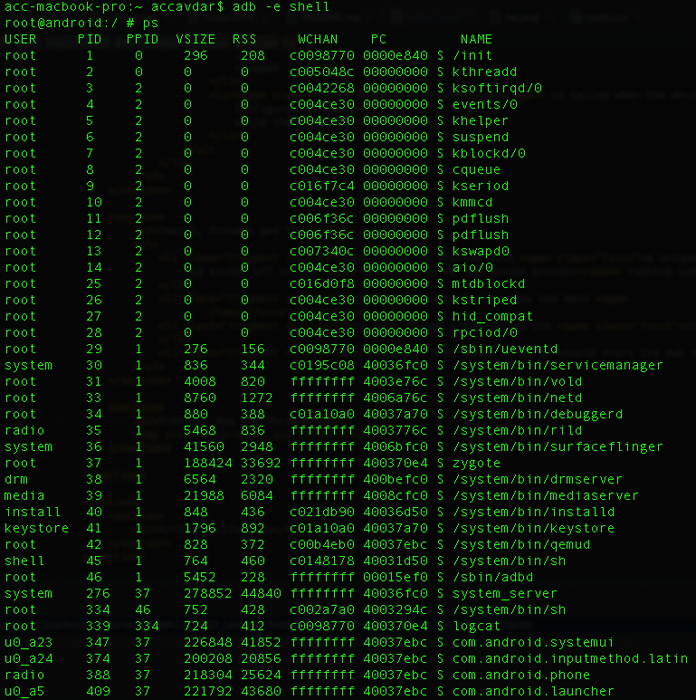 acc-macbook-pro:~ accavdar$ adb -e shell
root@android:/ # ps
USER PID PPID VSIZE RSS WCHAN PC NAME
root 1 0 296 208 c0098770 0000e840 S /init
root 2 0 0 0 c005048c 00000000 S kthreadd
root 3 2 0 0 c0042268 00000000 S ksoftirqd/0
root 4 2 0 0 c004ce30 00000000 S events/0
root 5 2 0 0 c004ce30 00000000 S khelper
root 6 2 0 0 c004ce30 00000000 S suspend
root 7 2 0 0 c004ce30 00000000 S kblockd/0
root 8 2 0 0 c004ce30 00000000 S cqueue
root 9 2 0 0 c016f7c4 00000000 S kseriod
root 10 2 0 0 c004ce30 00000000 S kmmcd
root 11 2 0 0 c006f36c 00000000 S pdflush
root 12 2 0 0 c006f36c 00000000 S pdflush
root 13 2 0 0 c007340c 00000000 S kswapd0
root 14 2 0 0 c004ce30 00000000 S aio/0
root 25 2 0 0 c016d0f8 00000000 S mtdblockd
root 26 2 0 0 c004ce30 00000000 S kstriped
root 27 2 0 0 c004ce30 00000000 S hid_compat
root 28 2 0 0 c004ce30 00000000 S rpciod/0
root 29 1 276 156 c0098770 0000e840 S /sbin/ueventd
system 30 1 836 344 c0195c08 40036fc0 S /system/bin/servicemanager
root 31 1 4008 820 ffffffff 4003e76c S /system/bin/vold
root 33 1 8760 1272 ffffffff 4006a76c S /system/bin/netd
root 34 1 880 388 c01a10a0 40037a70 S /system/bin/debuggerd
radio 35 1 5468 836 ffffffff 4003776c S /system/bin/rild
system 36 1 41560 2948 ffffffff 4006bfc0 S /system/bin/surfaceflinger
root 37 1 188424 33692 ffffffff 400370e4 S zygote
drm 38 1 6564 2320 ffffffff 400befc0 S /system/bin/drmserver
media 39 1 21988 6084 ffffffff 4008cfc0 S /system/bin/mediaserver
install 40 1 848 436 c021db90 40036d50 S /system/bin/installd
keystore 41 1 1796 892 c01a10a0 40037a70 S /system/bin/keystore
root 42 1 828 372 c00b4eb0 40037ebc S /system/bin/qemud
shell 45 1 764 460 c0148178 40031d50 S /system/bin/sh
root 46 1 5452 228 ffffffff 00015ef0 S /sbin/adbd
system 276 37 278852 44840 ffffffff 40036fc0 S system_server
root 334 46 752 428 c002a7a0 4003294c S /system/bin/sh
root 339 334 724 412 c0098770 400370e4 S logcat
u0_a23 347 37 226848 41852 ffffffff 40037ebc S com.android.systemui
u0_a24 374 37 200208 20856 ffffffff 40037ebc S com.android.inputmethod.latin
radio 388 37 218304 25624 ffffffff 40037ebc S com.android.phone
u0_a5 409 37 221792 43680 ffffffff 40037ebc S com.android.launcher